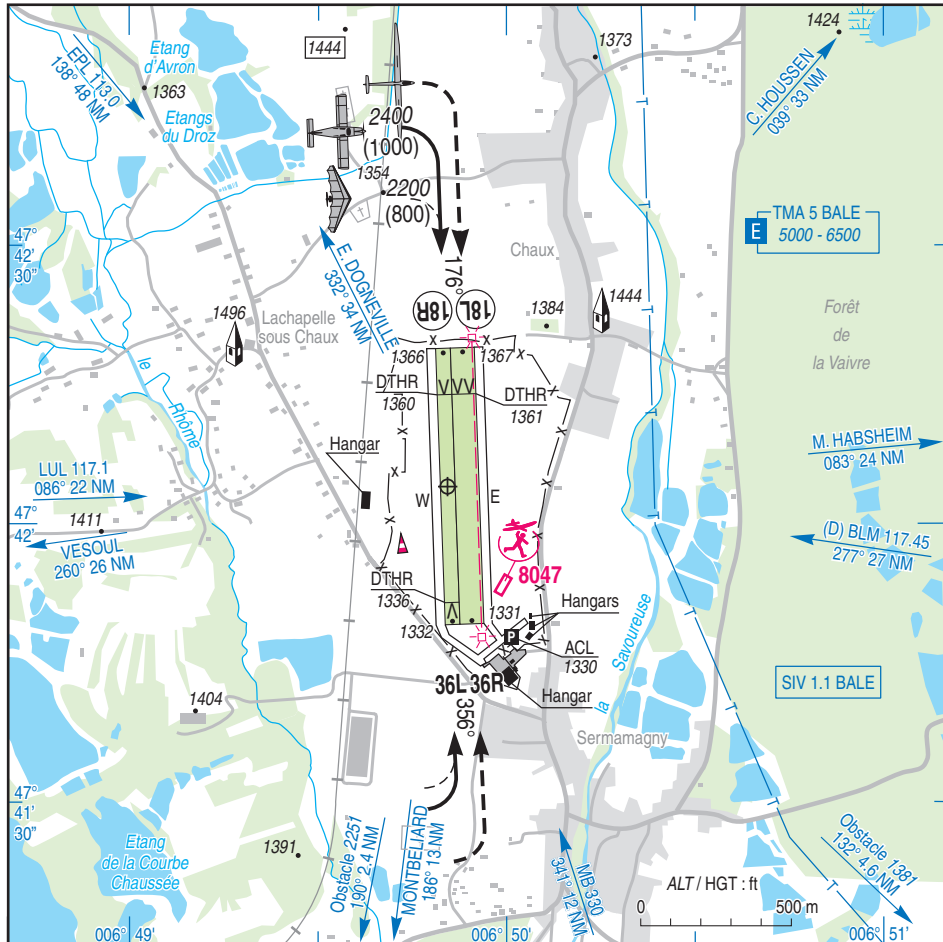 Etang
d'Avron
1444
1373
1424
EPL 113.0
138° 48 NM
1363
C. HOUSSEN
039° 33 NM
Etangs
du Droz
2400
(1000)
1354
2200
(800)
TMA 5 BALE
E
5000 - 6500
47°
42'
30"
E. DOGNEVILLE
332° 34 NM
176°
Chaux
18R
18L
1444
1384
1496
Lachapelle
sous Chaux
Forêt
de
la Vaivre
1366
1367
le
Rhôme
DTHR
1360
DTHR
1361
Hangar
M. HABSHEIM
083° 24 NM
LUL 117.1
086° 22 NM
W
E
47°
42'
1411
VESOUL
260° 26 NM
(D) BLM 117.45
277° 27 NM
8047
DTHR
1336
1331
Hangars
1332
P
ACL
1330
la
Savoureuse
36L
36R
Hangar
356°
SIV 1.1 BALE
1404
Sermamagny
47°
41'
30"
Etang
de la Courbe
Chaussée
1391
Obstacle 2251
190° 2.4 NM
MONTBELIARD
186° 13 NM
MB 330
341° 12 NM
Obstacle 1381
132° 4.6 NM
ALT / HGT : ft
0
500 m
006° 49'
006° 50'
006° 51'